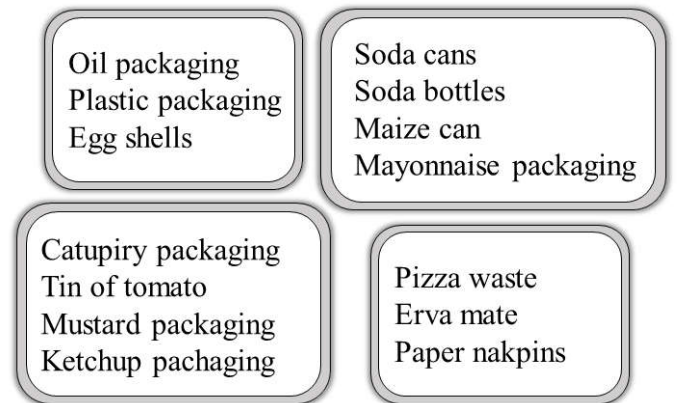 Oil packaging
Plastic packaging
Egg shells
Soda cans
Soda bottles
Maize can
Mayonnaise packaging
Catupiry packaging
Tin of tomato
Mustard packaging
Ketchup pachaging
Pizza waste
Erva mate
Paper nakpins